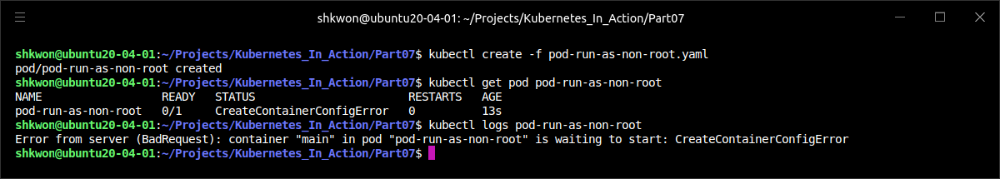 shkwon@ubuntu20-04-01: ~/Projects/Kubernetes_In_Action/Part07
shkwon@ubuntu20-04-01:~/Projects/Kubernetes_In_Action/Part07$ kubectl create -f pod-run-as-non-root.yaml
pod/pod-run-as-non-root created
shkwon@ubuntu20-04-01:~/Projects/Kubernetes_In_Action/Part07$ kubectl get pod pod-run-as-non-root
NAME                  READY   STATUS                       RESTARTS   AGE
pod-run-as-non-root   0/1     CreateContainerConfigError   0          13s
shkwon@ubuntu20-04-01:~/Projects/Kubernetes_In_Action/Part07$ kubectl logs pod-run-as-non-root
Error from server (BadRequest): container "main" in pod "pod-run-as-non-root" is waiting to start: CreateContainerConfigError
shkwon@ubuntu20-04-01:~/Projects/Kubernetes_In_Action/Part07$